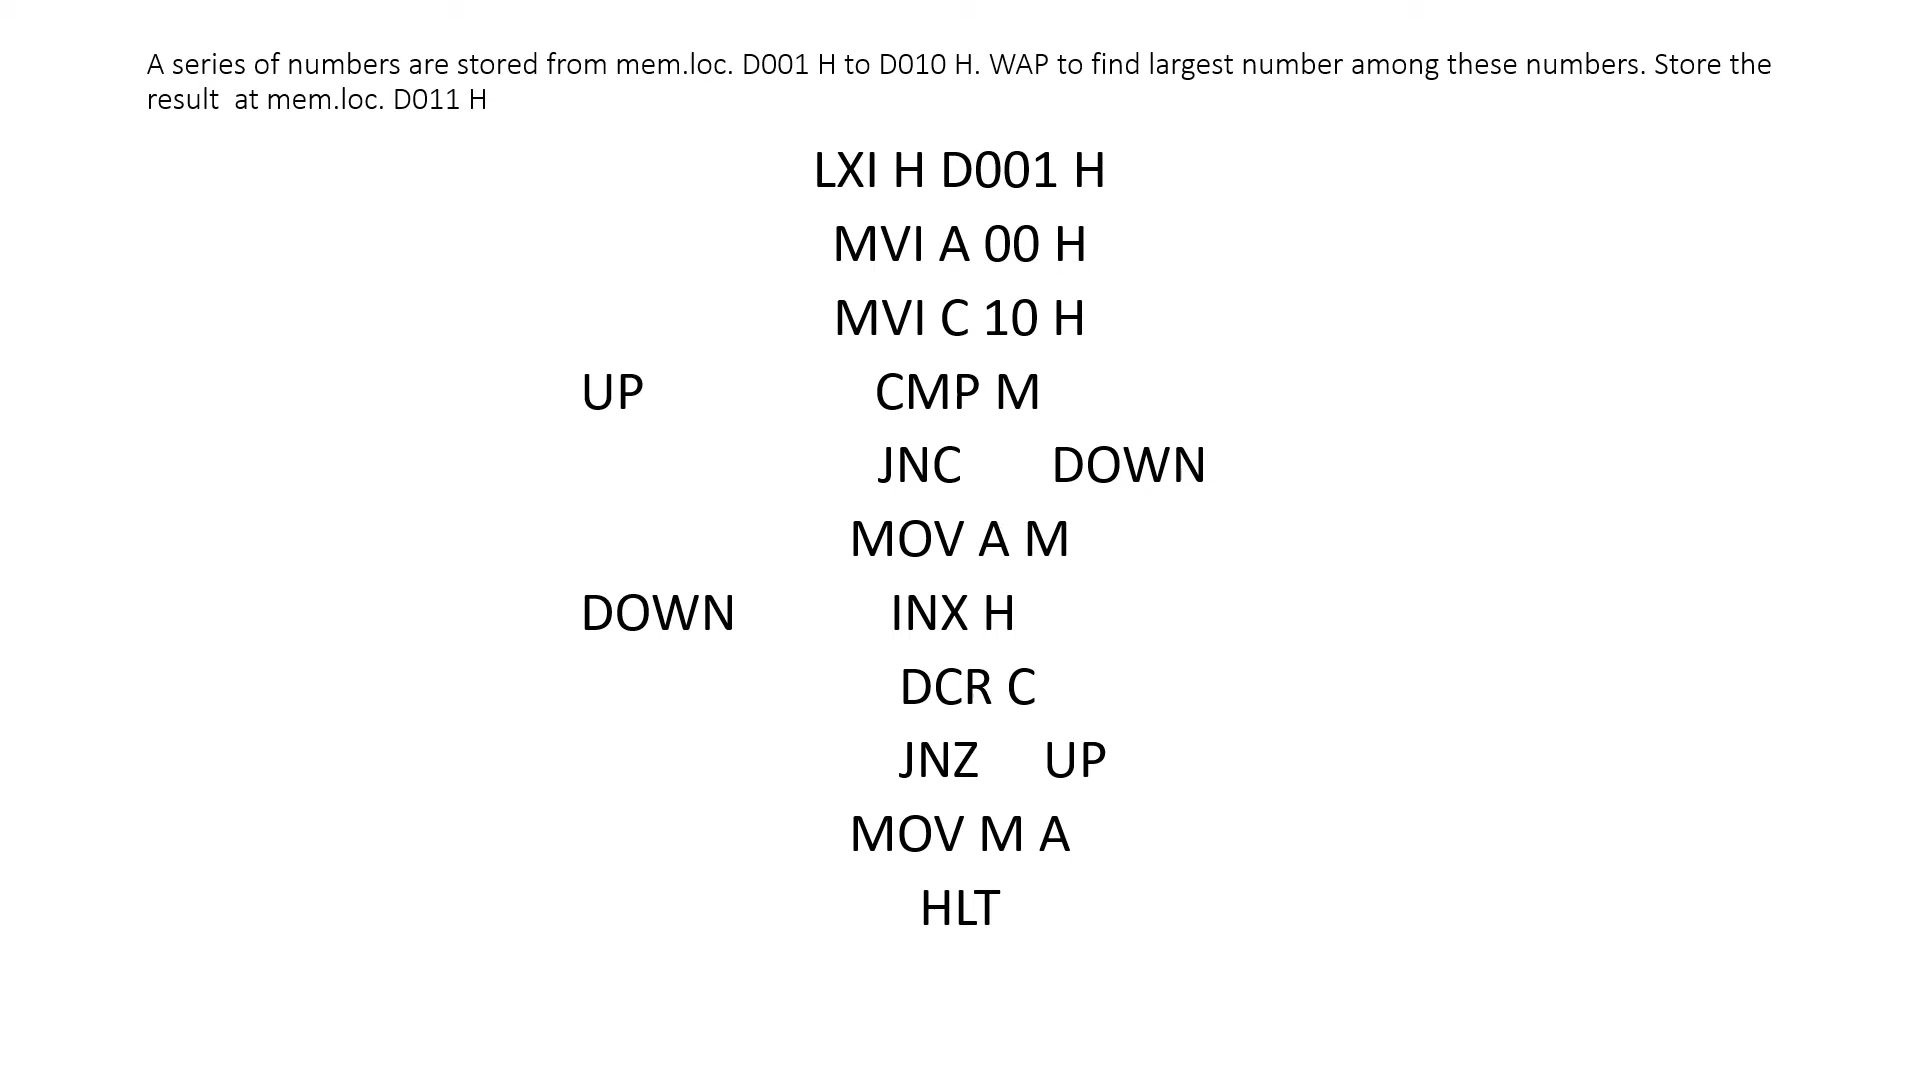 A series of numbers are stored from mem.loc. D001 H to D010 H. WAP to find largest number among these numbers. Store the
result  at mem.loc. D011 H
LXI H D001 H
MVI A 00 H
MVI C 10 H
UP CMP M
JNC DOWN
MOV A M
DOWN INX H
DCR C
JNZ UP
MOV M A
HLT